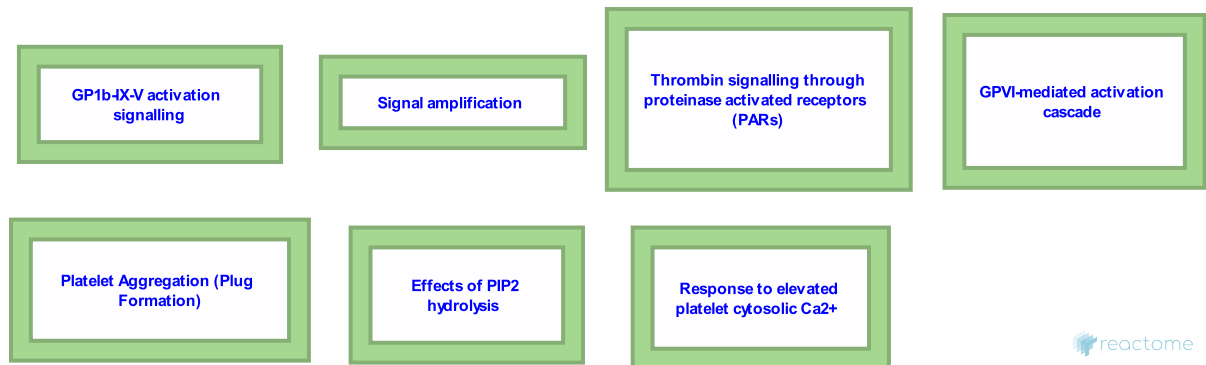 GP1b-IX-V activation
signalling
Signal amplification
Thrombin signalling through
proteinase activated receptors
(PARs)
GPVI-mediated activation
cascade
Platelet Aggregation (Plug
Formation)
Effects of PIP2
hydrolysis
Response to elevated
platelet cytosolic Ca2+
reactome